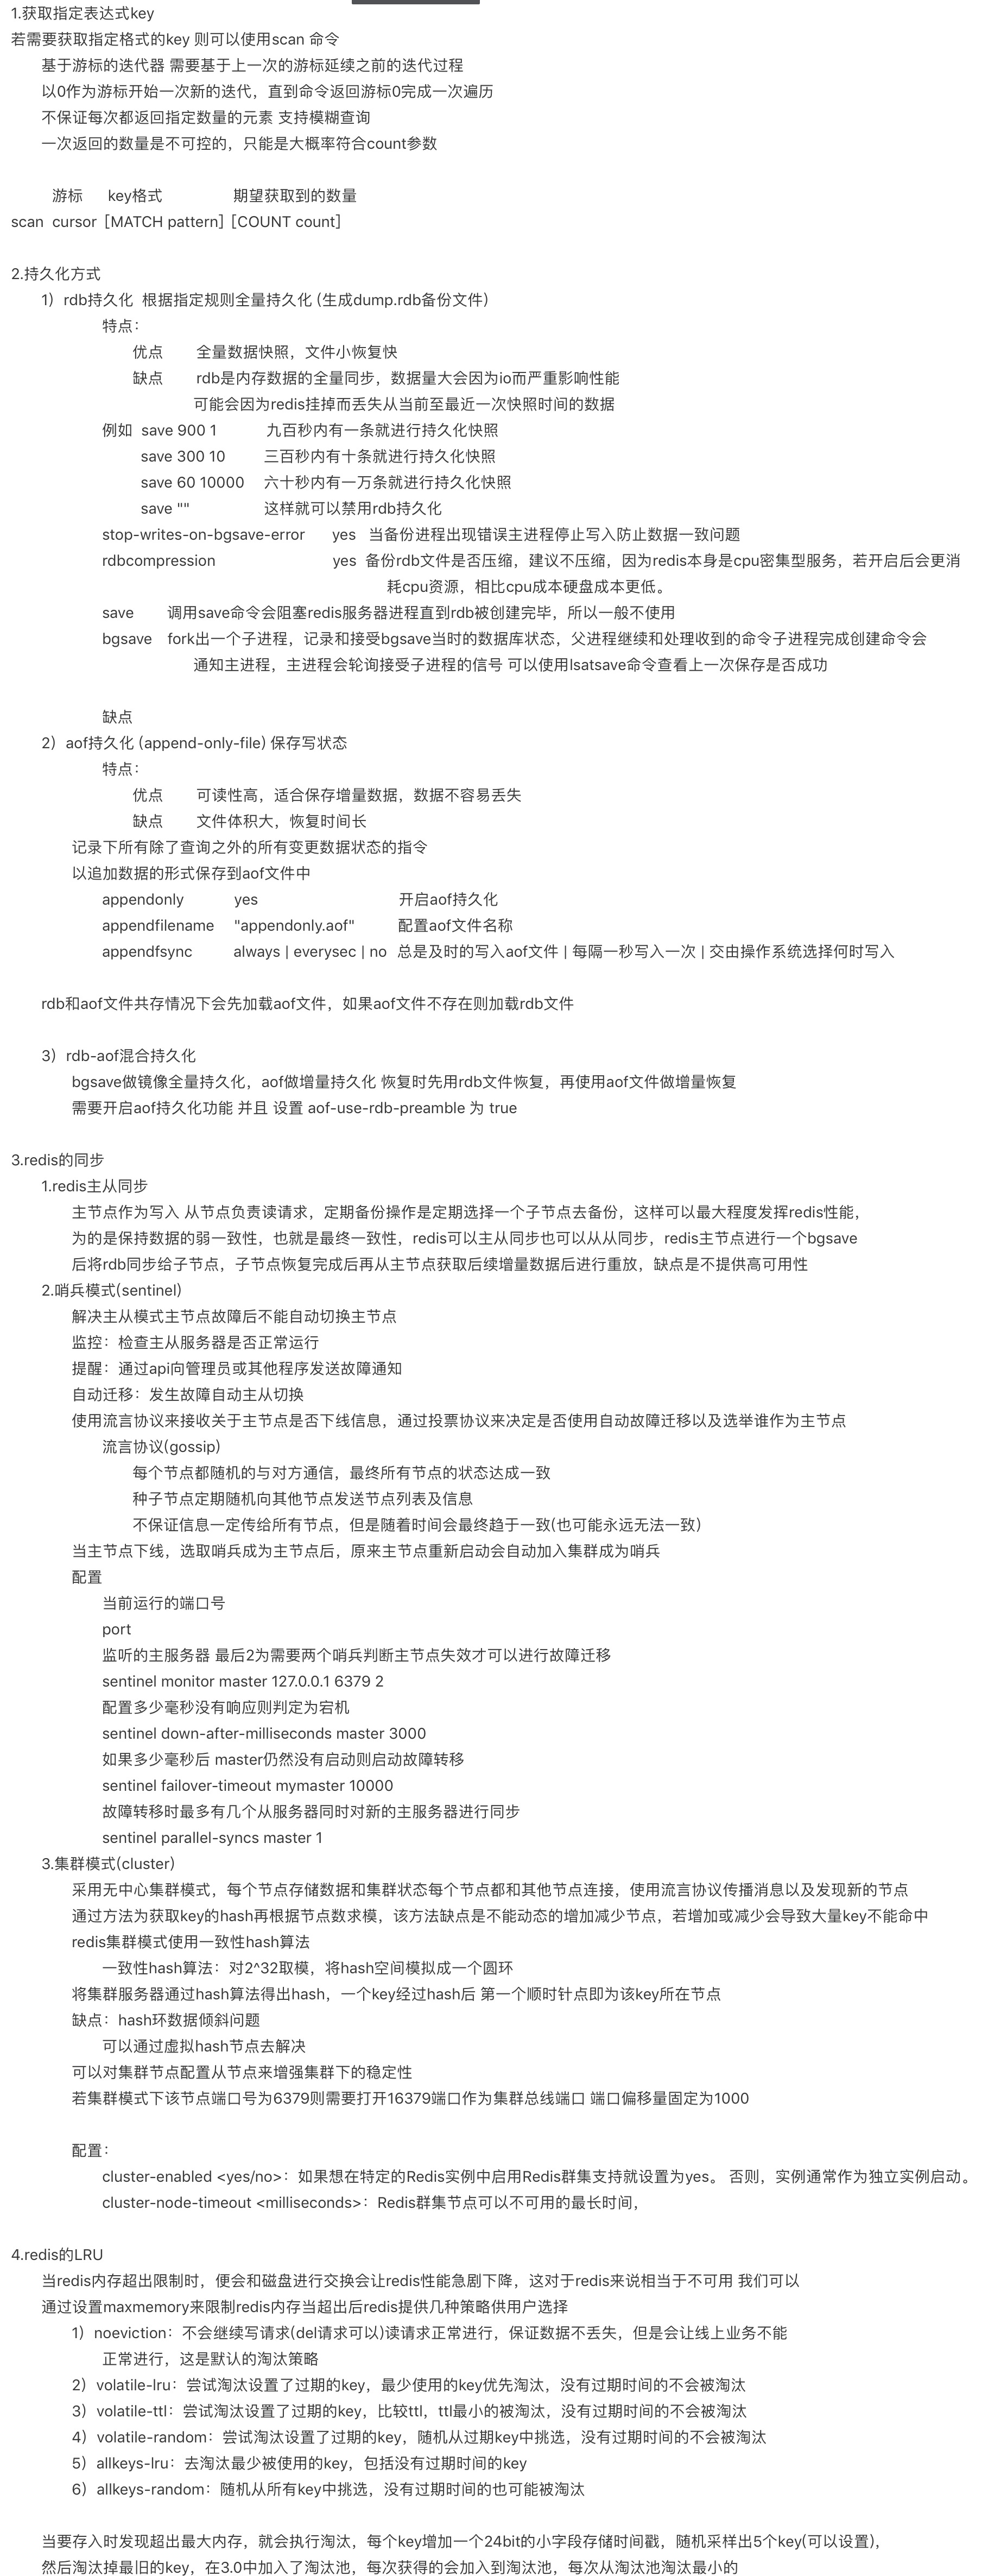 1.获取指定表达式key
若需要获取指定格式的key 则可以使用scan 命令
基于游标的迭代器 需要基于上一次的游标延续之前的迭代过程
以0作为游标开始一次新的迭代，直到命令返回游标0完成一次遍历
不保证每次都返回指定数量的元素 支持模糊查询
一次返回的数量是不可控的，只能是大概率符合count参数
游标 key格式 期望获取到的数量
scan cursor [MATCH pattern] [COUNT count]
2.持久化方式
1）rdb持久化 根据指定规则全量持久化 (生成dump.rdb备份文件)
特点：
优点 全量数据快照，文件小恢复快
缺点 rdb是内存数据的全量同步，数据量大会因为io而严重影响性能
可能会因为redis挂掉而丢失从当前至最近一次快照时间的数据
例如 save 900 1 九百秒内有一条就进行持久化快照
save 300 10 三百秒内有十条就进行持久化快照
save 60 10000 六十秒内有一万条就进行持久化快照
save "" 这样就可以禁用rdb持久化
stop-writes-on-bgsave-error yes 当备份进程出现错误主进程停止写入防止数据一致问题
rdbcompression yes 备份rdb文件是否压缩，建议不压缩，因为redis本身是cpu密集型服务，若开启后会更消
耗cpu资源，相比cpu成本硬盘成本更低。
save 调用save命令会阻塞redis服务器进程直到rdb被创建完毕，所以一般不使用
bgsave fork出一个子进程，记录和接受bgsave当时的数据库状态，父进程继续和处理收到的命令子进程完成创建命令会
通知主进程，主进程会轮询接受子进程的信号 可以使用lsatsave命令查看上一次保存是否成功
缺点
2）aof持久化 (append-only-file) 保存写状态
特点：
优点 可读性高，适合保存增量数据，数据不容易丢失
缺点 文件体积大，恢复时间长
记录下所有除了查询之外的所有变更数据状态的指令
以追加数据的形式保存到aof文件中
appendonly yes 开启aof持久化
appendfilename "appendonly.aof" 配置aof文件名称
appendfsync always | everysec | no 总是及时的写入aof文件 | 每隔一秒写入一次 | 交由操作系统选择何时写入
rdb和aof文件共存情况下会先加载aof文件，如果aof文件不存在则加载rdb文件
3）rdb-aof混合持久化
bgsave做镜像全量持久化，aof做增量持久化 恢复时先用rdb文件恢复，再使用aof文件做增量恢复
需要开启aof持久化功能 并且 设置 aof-use-rdb-preamble 为 true
3.redis的同步
1.redis主从同步
主节点作为写入 从节点负责读请求，定期备份操作是定期选择一个子节点去备份，这样可以最大程度发挥redis性能，
为的是保持数据的弱一致性，也就是最终一致性，redis可以主从同步也可以从从同步，redis主节点进行一个bgsave
后将rdb同步给子节点，子节点恢复完成后再从主节点获取后续增量数据后进行重放，缺点是不提供高可用性
2.哨兵模式(sentinel)
解决主从模式主节点故障后不能自动切换主节点
监控：检查主从服务器是否正常运行
提醒：通过api向管理员或其他程序发送故障通知
自动迁移：发生故障自动主从切换
使用流言协议来接收关于主节点是否下线信息，通过投票协议来决定是否使用自动故障迁移以及选举谁作为主节点
流言协议(gossip)
每个节点都随机的与对方通信，最终所有节点的状态达成一致
种子节点定期随机向其他节点发送节点列表及信息
不保证信息一定传给所有节点，但是随着时间会最终趋于一致(也可能永远无法一致)
当主节点下线，选取哨兵成为主节点后，原来主节点重新启动会自动加入集群成为哨兵
配置
当前运行的端口号
port
监听的主服务器 最后2为需要两个哨兵判断主节点失效才可以进行故障迁移
sentinel monitor master 127.0.0.1 6379 2
配置多少毫秒没有响应则判定为宕机
sentinel down-after-milliseconds master 3000
如果多少毫秒后 master仍然没有启动则启动故障转移
sentinel failover-timeout mymaster 10000
故障转移时最多有几个从服务器同时对新的主服务器进行同步
sentinel parallel-syncs master 1
3.集群模式(cluster)
采用无中心集群模式，每个节点存储数据和集群状态每个节点都和其他节点连接，使用流言协议传播消息以及发现新的节点
通过方法为获取key的hash再根据节点数求模，该方法缺点是不能动态的增加减少节点，若增加或减少会导致大量key不能命中
redis集群模式使用一致性hash算法
一致性hash算法：对2^32取模，将hash空间模拟成一个圆环
将集群服务器通过hash算法得出hash，一个key经过hash后 第一个顺时针点即为该key所在节点
缺点：hash环数据倾斜问题
可以通过虚拟hash节点去解决
可以对集群节点配置从节点来增强集群下的稳定性
若集群模式下该节点端口号为6379则需要打开16379端口作为集群总线端口 端口偏移量固定为1000
配置：
cluster-enabled <yes/no>：如果想在特定的Redis实例中启用Redis群集支持就设置为yes。 否则，实例通常作为独立实例启动。
cluster-node-timeout <milliseconds>：Redis群集节点可以不可用的最长时间，
4.redis的LRU
当redis内存超出限制时，便会和磁盘进行交换会让redis性能急剧下降，这对于redis来说相当于不可用 我们可以
通过设置maxmemory来限制redis内存当超出后redis提供几种策略供用户选择
1）noeviction：不会继续写请求(del请求可以)读请求正常进行，保证数据不丢失，但是会让线上业务不能
正常进行，这是默认的淘汰策略
2）volatile-lru：尝试淘汰设置了过期的key，最少使用的key优先淘汰，没有过期时间的不会被淘汰
3）volatile-ttl：尝试淘汰设置了过期的key，比较ttl，ttl最小的被淘汰，没有过期时间的不会被淘汰
4）volatile-random：尝试淘汰设置了过期的key，随机从过期key中挑选，没有过期时间的不会被淘汰
5）allkeys-lru：去淘汰最少被使用的key，包括没有过期时间的key
6）allkeys-random：随机从所有key中挑选，没有过期时间的也可能被淘汰
当要存入时发现超出最大内存，就会执行淘汰，每个key增加一个24bit的小字段存储时间戳，随机采样出5个key(可以设置)，
然后淘汰掉最旧的key，在3.0中加入了淘汰池，每次获得的会加入到淘汰池，每次从淘汰池淘汰最小的